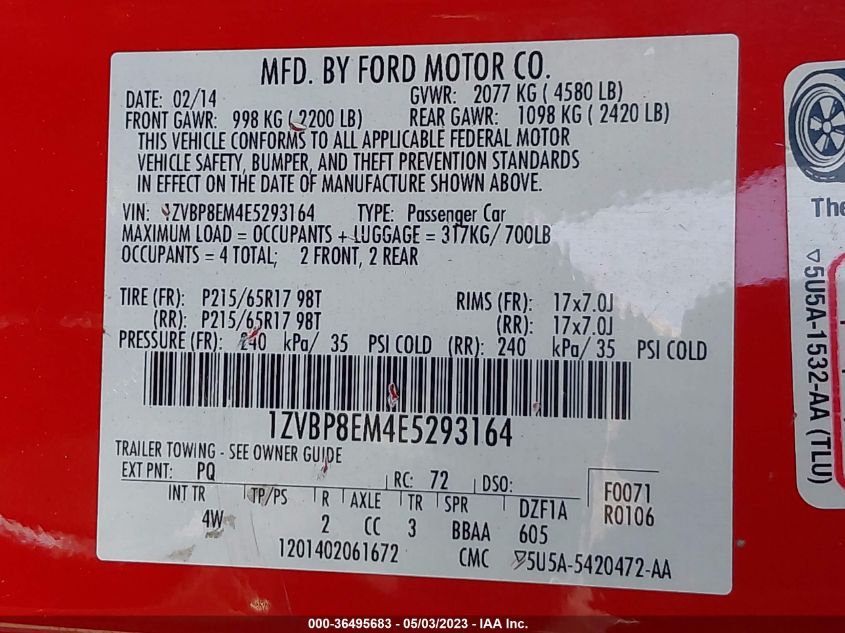 MFD. BY FORD MOTOR CO.
DATE: 02/14 GVWR: 2077 KG ( 4580 LB)
FRONT GAWR: 998 KG ( 2200 LB) REAR GAWR: 1098 KG ( 2420 LB)
THIS VEHICLE CONFORMS TO ALL APPLICABLE FEDERAL MOTOR
VEHICLE SAFETY, BUMPER, AND THEFT PREVENTION STANDARDS
IN EFFECT ON THE DATE OF MANUFACTURE SHOWN ABOVE.
VIN: 1ZVBP8EM4E5293164 TYPE: Passenger Car
MAXIMUM LOAD = OCCUPANTS + LUGGAGE = 317KG/ 700LB
OCCUPANTS = 4 TOTAL; 2 FRONT, 2 REAR
TIRE (FR): P215/65R17 98T RIMS (FR): 17x7.0J
(RR): P215/65R17 98T (RR): 17x7.0J
PRESSURE (FR): 240 kPa/ 35 PSI COLD (RR): 240 kPa/ 35 PSI COLD
1ZVBP8EM4E5293164
TRAILER TOWING - SEE OWNER GUIDE
EXT PNT: PQ RC: 72 DSO:
INT TR TP/PS R AXLE TR SPR DZF1A
4W 2 CC 3 BBAA 605
F0071
R0106
1201402061672 CMC 5U5A-5420472-AA
The
5U5A-1532-AA (TLU)
000-36495683 - 05/03/2023 - IAA Inc.